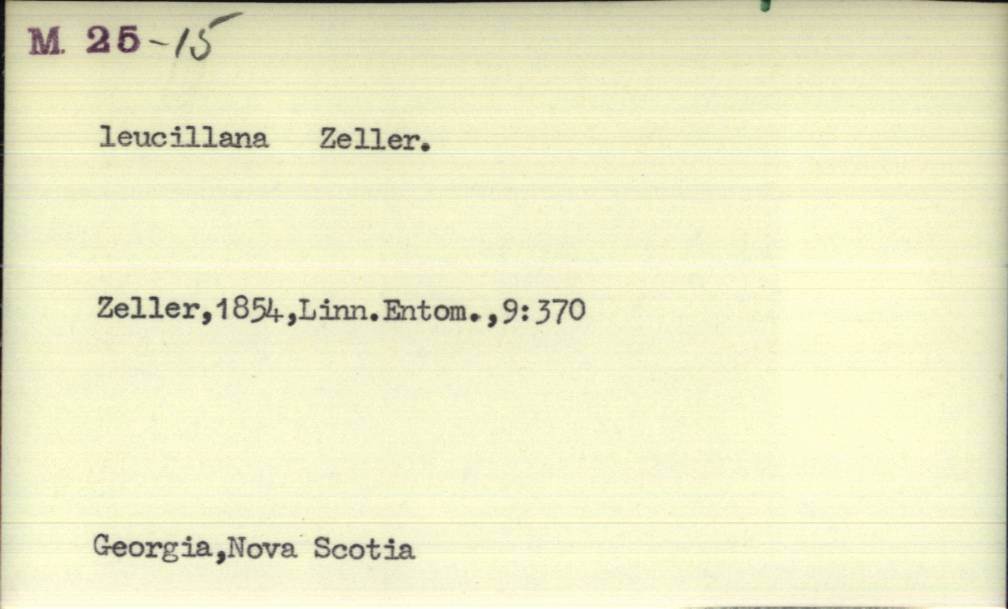 M. 25-15
leucillana Zeller.
Zeller,1854,Linn.Entom.,9:370
Georgia,Nova Scotia